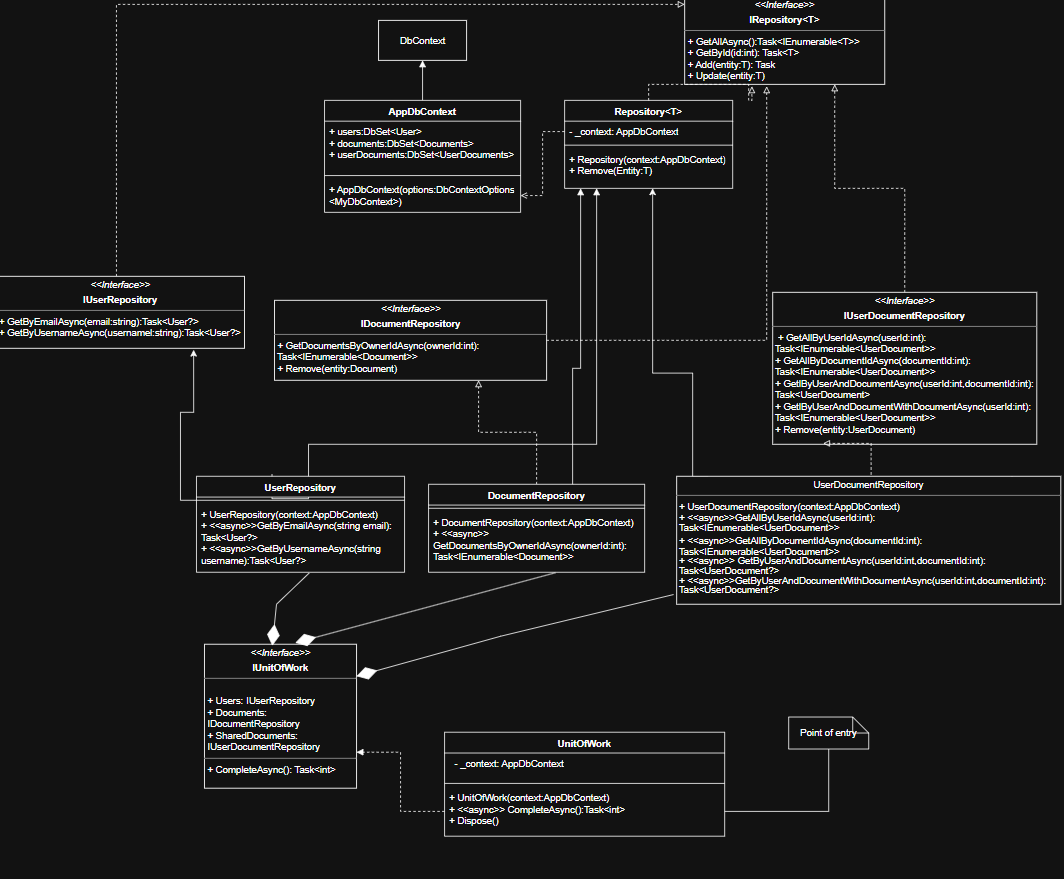 <<Interface>>
IRepository<T>
+ GetAllAsync():Task<IEnumerable<T>>
+ GetById(id:int): Task<T>
+ Add(entity:T): Task
+ Update(entity:T)
DbContext
AppDbContext
+ users:DbSet<User>
+ documents:DbSet<Documents>
+ userDocuments:DbSet<UserDocuments>
+ AppDbContext(options:DbContextOptions
<MyDbContext>)
Repository<T>
- _context: AppDbContext
+ Repository(context:AppDbContext)
+ Remove(Entity:T)
<<Interface>>
IUserRepository
+ GetByEmailAsync(email:string):Task<User?>
+ GetByUsernameAsync(usernamel:string):Task<User?>
<<Interface>>
IDocumentRepository
+ GetDocumentsByOwnerIdAsync(ownerId:int):
Task<IEnumerable<Document>>
+ Remove(entity:Document)
<<Interface>>
IUserDocumentRepository
+ GetAllByUserIdAsync(userId:int):
Task<IEnumerable<UserDocument>>
+ GetAllByDocumentIdAsync(documentId:int):
Task<IEnumerable<UserDocument>>
+ GetlByUserAndDocumentAsync(userId:int,documentId:int):
Task<UserDocument>
+ GetlByUserAndDocumentWithDocumentAsync(userId:int):
Task<IEnumerable<UserDocument>>
+ Remove(entity:UserDocument)
UserRepository
+ UserRepository(context:AppDbContext)
+ <<async>>GetByEmailAsync(string email):
Task<User?>
+ <<async>>GetByUsernameAsync(string
username):Task<User?>
DocumentRepository
+ DocumentRepository(context:AppDbContext)
+ <<async>>
GetDocumentsByOwnerIdAsync(ownerId:int):
Task<IEnumerable<Document>>
UserDocumentRepository
+ UserDocumentRepository(context:AppDbContext)
+ <<async>>GetAllByUserIdAsync(userId:int):
Task<IEnumerable<UserDocument>>
+ <<async>>GetAllByDocumentIdAsync(documentId:int):
Task<IEnumerable<UserDocument>>
+ <<async>> GetByUserAndDocumentAsync(userId:int,documentId:int):
Task<UserDocument?>
+ <<async>>GetByUserAndDocumentWithDocumentAsync(userId:int,documentId:int):
Task<UserDocument?>
<<Interface>>
IUnitOfWork
+ Users: IUserRepository
+ Documents:
IDocumentRepository
+ SharedDocuments:
IUserDocumentRepository
+ CompleteAsync(): Task<int>
UnitOfWork
- _context: AppDbContext
+ UnitOfWork(context:AppDbContext)
+ <<async>> CompleteAsync():Task<int>
+ Dispose()
Point of entry